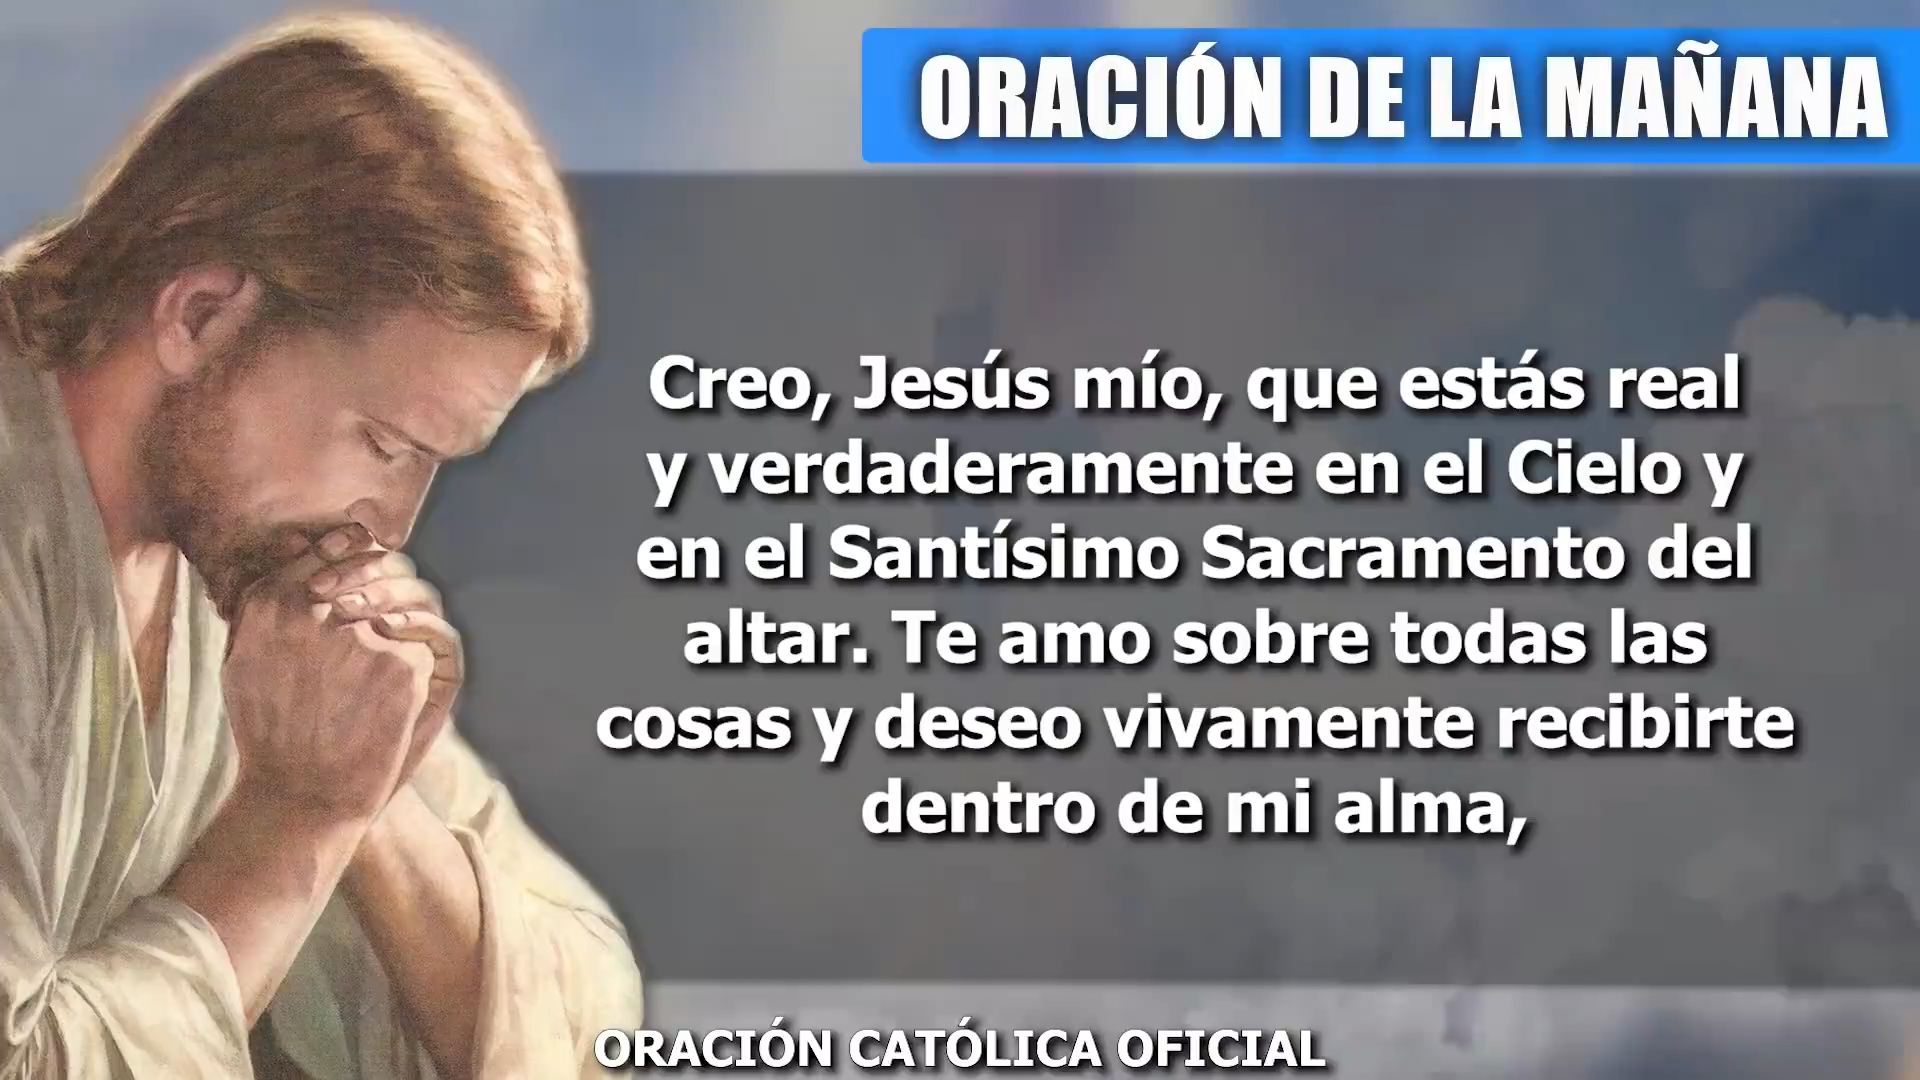 ORACIÓN DE LA MAÑANA
Creo, Jesús mío, que estás real
y verdaderamente en el Cielo y
en el Santísimo Sacramento del
altar. Te amo sobre todas las
cosas y deseo vivamente recibirte
dentro de mi alma,
ORACIÓN CATÓLICA OFICIAL